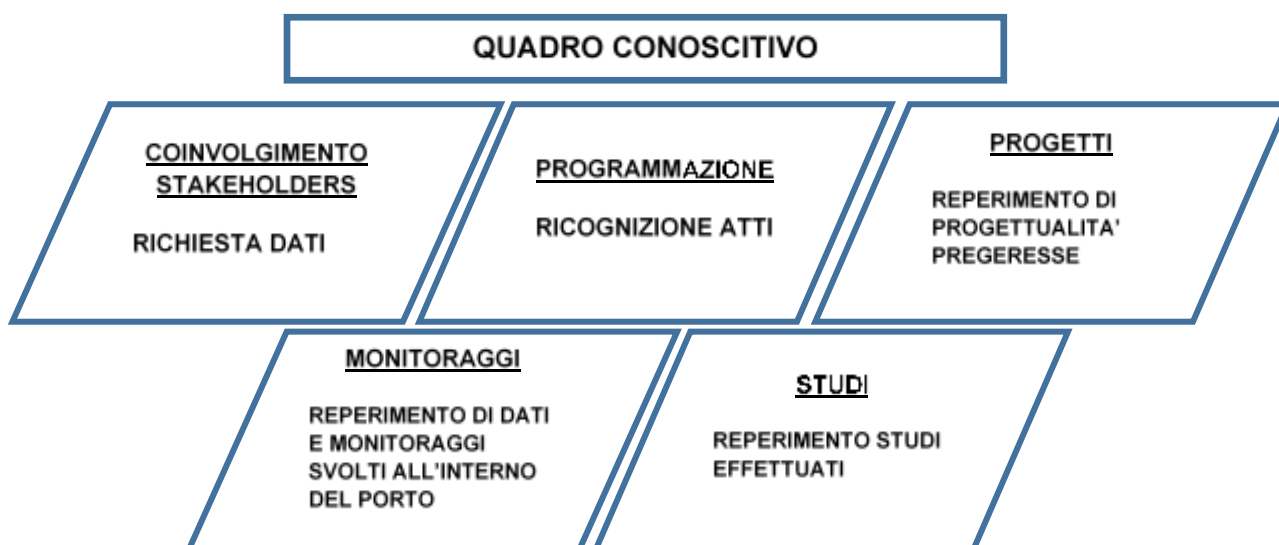 QUADRO CONOSCITIVO
COINVOLGIMENTO
STAKEHOLDERS
RICHIESTA DATI
PROGRAMMAZIONE
RICOGNIZIONE ATTI
PROGETTI
REPERIMENTO DI
PROGETTUALITA'
PREGERESSE
MONITORAGGI
REPERIMENTO DI DATI
E MONITORAGGI
SVOLTI ALL'INTERNO
DEL PORTO
STUDI
REPERIMENTO STUDI
EFFETTUATI